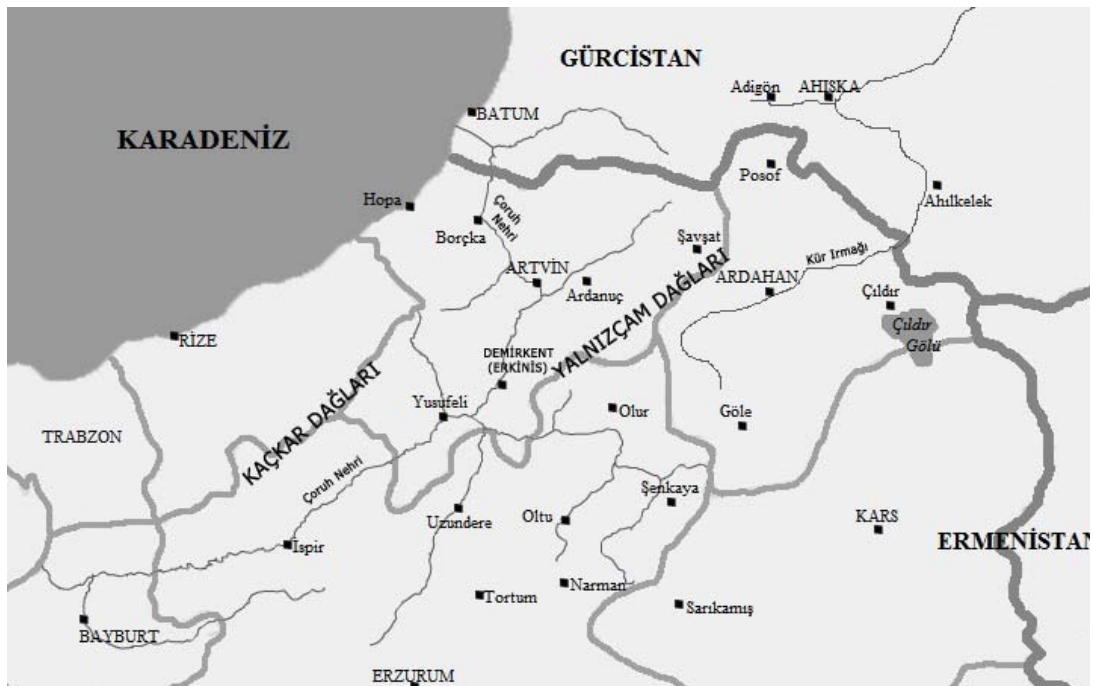 GÜRCİSTAN
Adigön
AHISKA
BATUM
KARADENİZ
Posof
Ahılkelek
Hopa
Çoruh
Nehri
Borçka
Şavşat
Kür Irmağı
ARTVİN
Ardanuç
ARDAHAN
Çıldır
Çıldır
Gölü
YALNIZÇAM DAĞLARI
RİZE
DEMİRKENT
(ERKİNİS)
KAÇKAR DAĞLARI
Yusufeli
Olur
Göle
TRABZON
Çoruh Nehri
Şenkaya
Uzundere
Oltu
KARS
ERMENİSTAN
İspir
Narman
Tortum
Sarıkamış
BAYBURT
ERZURUM